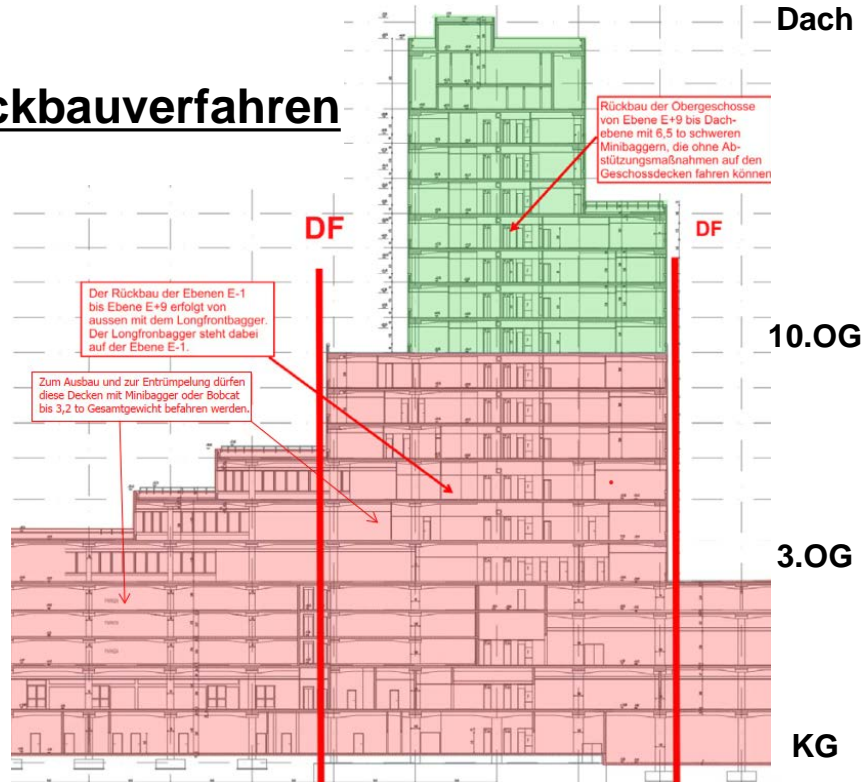 Dach
ckbauverfahren
Rückbau der Obergeschosse
von Ebene E+9 bis Dach-
ebene mit 6,5 to schweren
Minibaggern, die ohne Ab-
stützungsmaßnahmen auf den
Geschossdecken fahren können
DF
DF
Der Rückbau der Ebenen E-1
bis Ebene E+9 erfolgt von
aussen mit dem Longfrontbagger.
Der Longfronbagger steht dabei
auf der Ebene E-1.
10.OG
Zum Ausbau und zur Entrümpelung dürfen
diese Decken mit Minibagger oder Bobcat
bis 3,2 to Gesamtgewicht befahren werden.
3.OG
KG